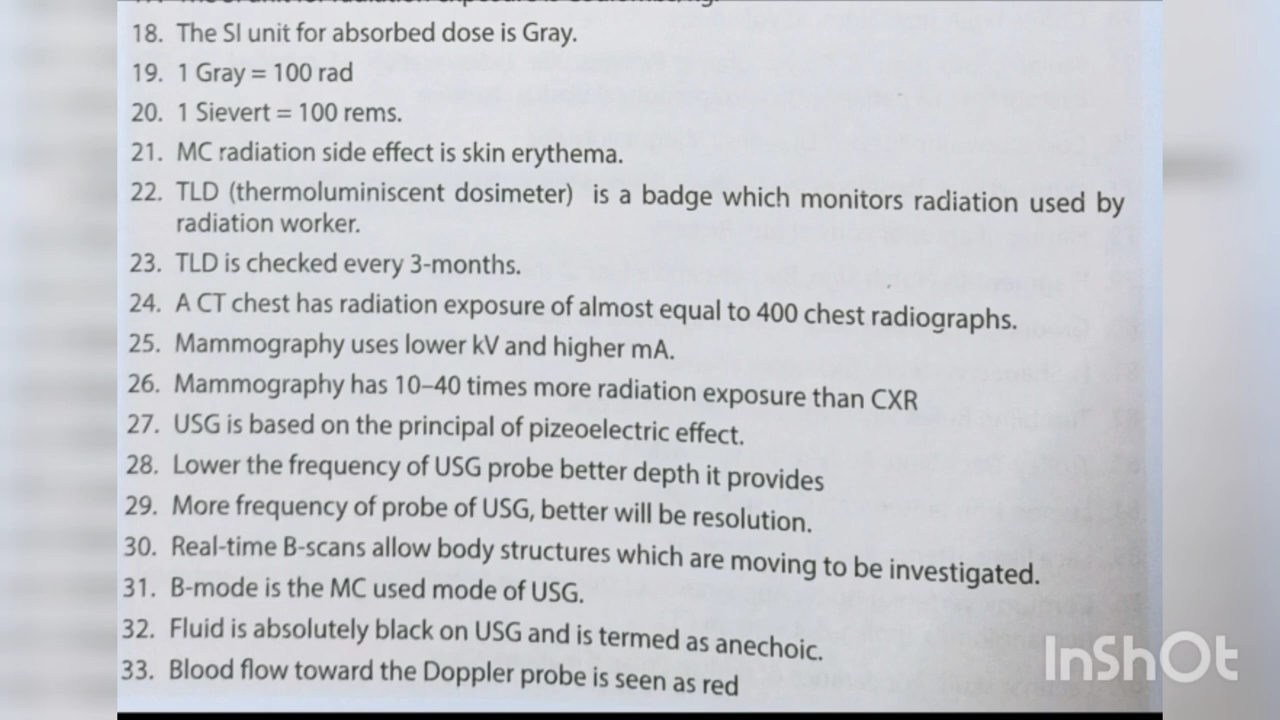 18. The SI unit for absorbed dose is Gray.
19. 1 Gray = 100 rad
20. 1 Sievert = 100 rems.
21. MC radiation side effect is skin erythema.
22. TLD (thermoluminiscent dosimeter) is a badge which monitors radiation used by
radiation worker.
23. TLD is checked every 3-months.
24. A CT chest has radiation exposure of almost equal to 400 chest radiographs.
25. Mammography uses lower kV and higher mA.
26. Mammography has 10–40 times more radiation exposure than CXR
27. USG is based on the principal of pizeoelectric effect.
28. Lower the frequency of USG probe better depth it provides
29. More frequency of probe of USG, better will be resolution.
30. Real-time B-scans allow body structures which are moving to be investigated.
31. B-mode is the MC used mode of USG.
32. Fluid is absolutely black on USG and is termed as anechoic.
33. Blood flow toward the Doppler probe is seen as red
InShOt